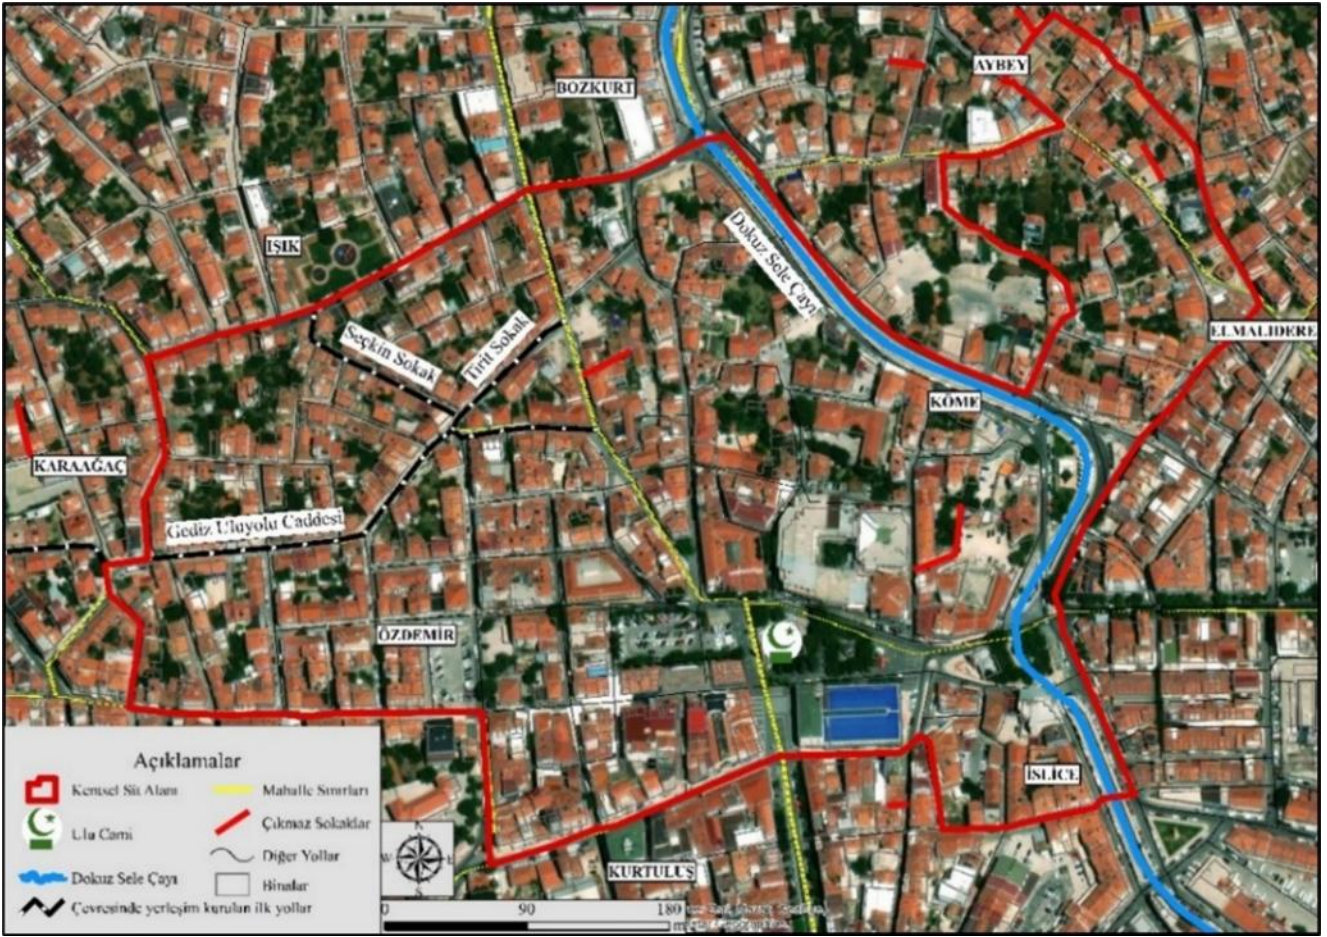 BOZKURT
AYBEY
IŞIK
Dokuz Sele Çayı
ELMALIDERE
Seçkin Sokak
Tirit Sokak
KÖME
KARAAĞAÇ
Gediz Uluyolu Caddesi
ÖZDEMİR
İSLİCE
KURTULUŞ
Açıklamalar
Kentsel Sit Alanı
Mahalle Sınırları
Ulu Cami
Çıkmaz Sokaklar
Diğer Yollar
Dokuz Sele Çayı
Binalar
Çevresinde yerleşim kurulan ilk yollar
K
W
E
S
0 90 180
m